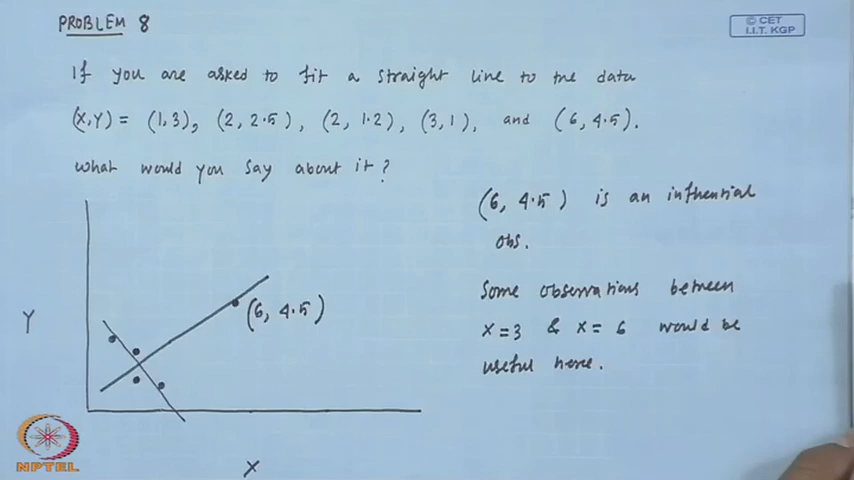 PROBLEM 8
© CET
I.I.T. KGP
If you are asked to fit a straight line to the data
(X,Y) = (1,3), (2, 2.5), (2, 1.2), (3,1), and (6, 4.5).
What would you say about it?
(6, 4.5) is an influential
obs.
Some observations between
X=3 & X= 6 would be
useful here.
Y
(6, 4.5)
X
NPTEL